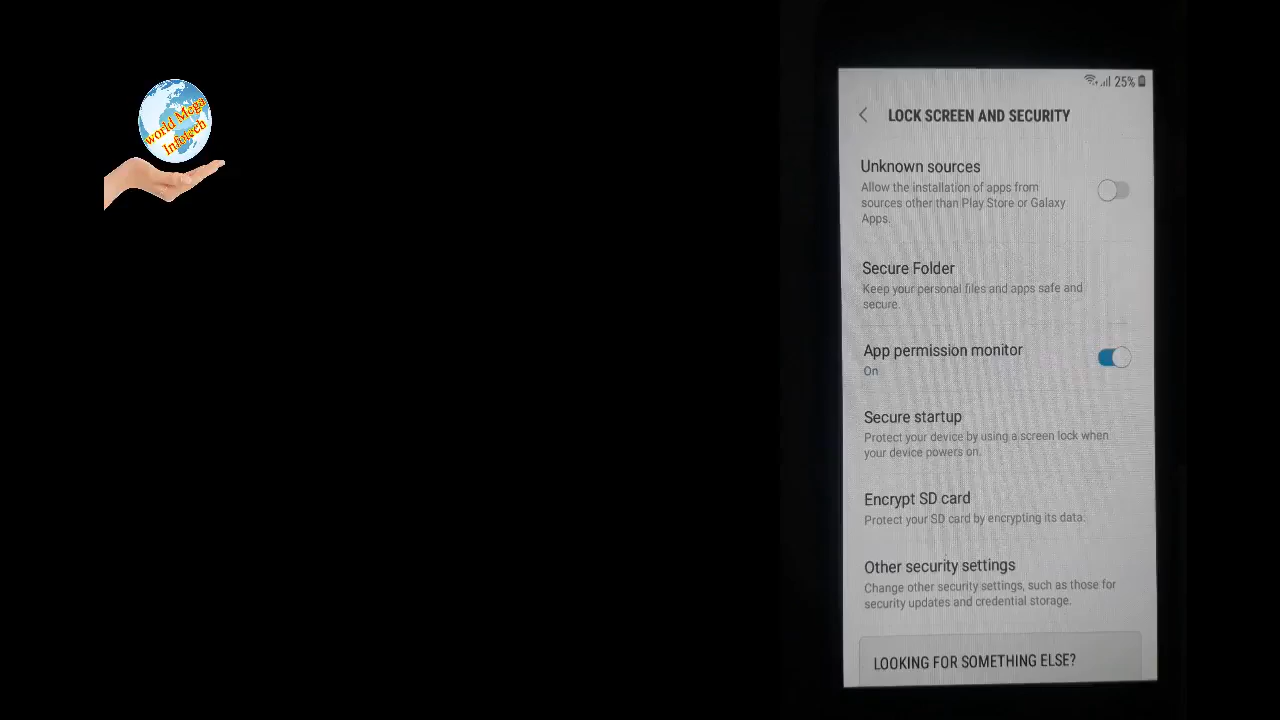 world Mega
Infotech
25%
LOCK SCREEN AND SECURITY
Unknown sources
Allow the installation of apps from
sources other than Play Store or Galaxy
Apps.
Secure Folder
Keep your personal files and apps safe and
secure.
App permission monitor
On
Secure startup
Protect your device by using a screen lock when
your device powers on.
Encrypt SD card
Protect your SD card by encrypting its data.
Other security settings
Change other security settings, such as those for
security updates and credential storage.
LOOKING FOR SOMETHING ELSE?